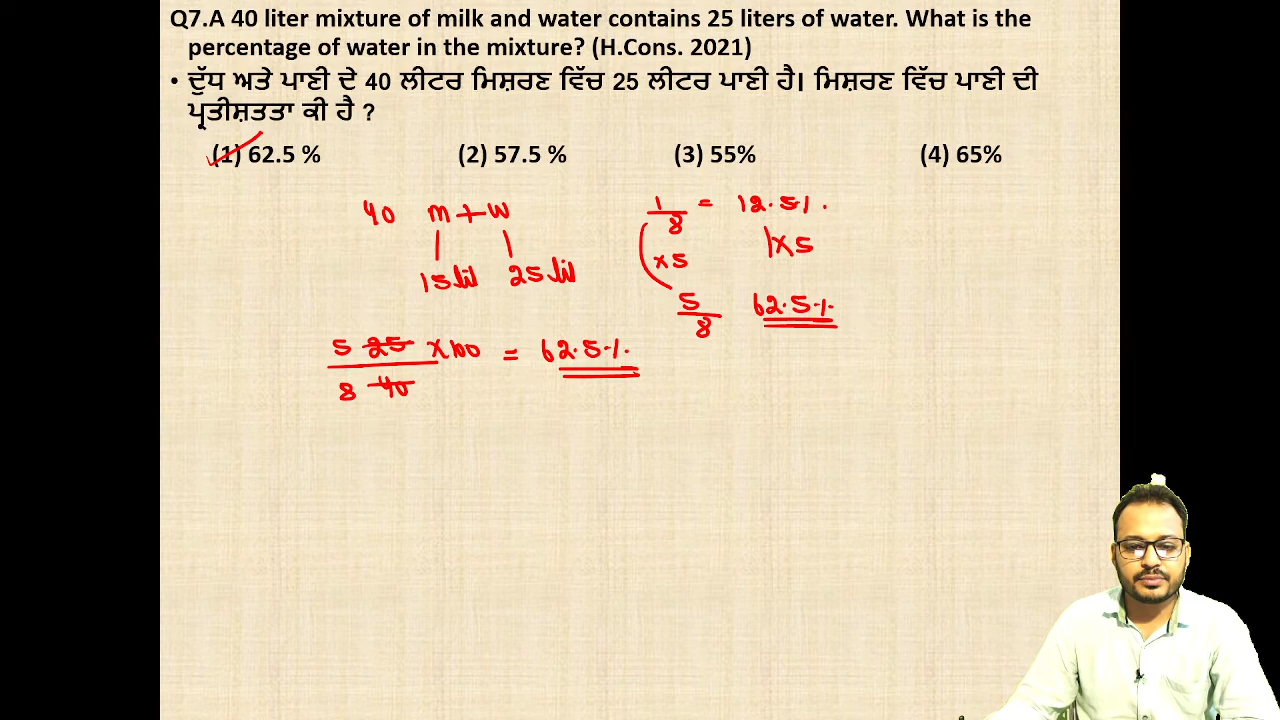 Q7.A 40 liter mixture of milk and water contains 25 liters of water. What is the
percentage of water in the mixture? (H.Cons. 2021)
• ਦੁੱਧ ਅਤੇ ਪਾਣੀ ਦੇ 40 ਲੀਟਰ ਮਿਸ਼ਰਣ ਵਿੱਚ 25 ਲੀਟਰ ਪਾਣੀ ਹੈ। ਮਿਸ਼ਰਣ ਵਿੱਚ ਪਾਣੀ ਦੀ
ਪ੍ਰਤੀਸ਼ਤਤਾ ਕੀ ਹੈ ?
(1) 62.5 % (2) 57.5 % (3) 55% (4) 65%
40 m+w
15 lit 25 lit
5 25 x100 = 62.5%.
8 40
1 = 12.5%.
8
x5 x5
5 62.5%.
8